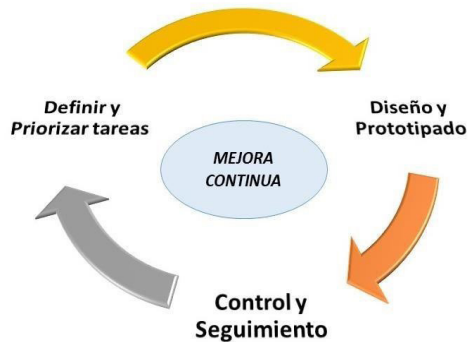 Definir y
Priorizar tareas
Diseño y
Prototipado
MEJORA
CONTINUA
Control y
Seguimiento